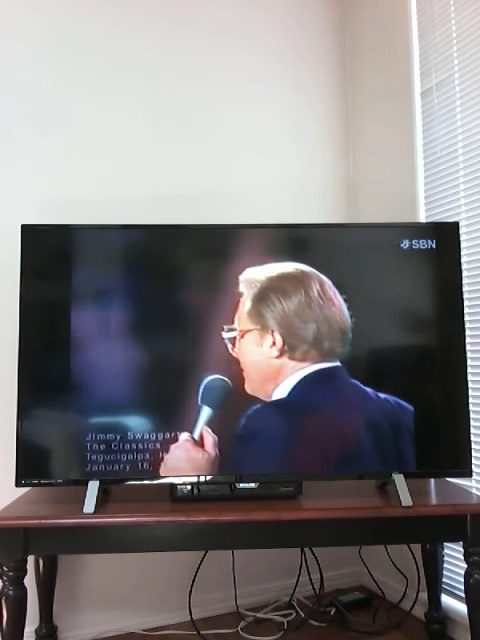 SBN
Jimmy Swaggart
The Classics
Tegucigalpa,
January 16,